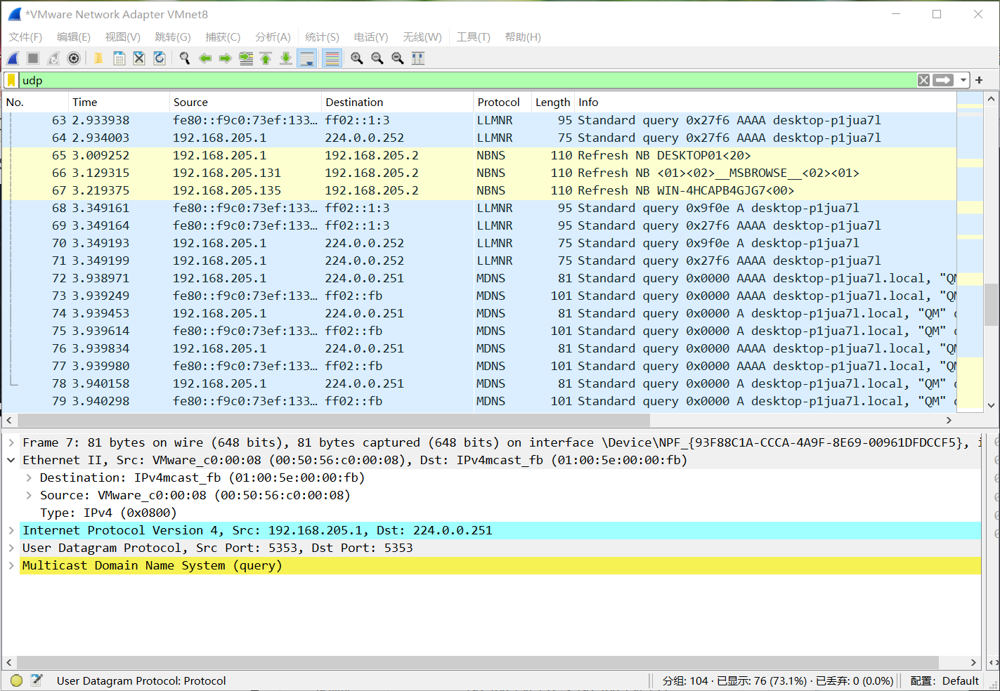 *VMware Network Adapter VMnet8
文件(F) 编辑(E) 视图(V) 跳转(G) 捕获(C) 分析(A) 统计(S) 电话(Y) 无线(W) 工具(T) 帮助(H)
udp
No. Time Source Destination Protocol Length Info
63 2.933938 fe80::f9c0:73ef:133… ff02::1:3 LLMNR 95 Standard query 0x27f6 AAAA desktop-p1jua7l
64 2.934003 192.168.205.1 224.0.0.252 LLMNR 75 Standard query 0x27f6 AAAA desktop-p1jua7l
65 3.009252 192.168.205.1 192.168.205.2 NBNS 110 Refresh NB DESKTOP01<20>
66 3.129315 192.168.205.131 192.168.205.2 NBNS 110 Refresh NB <01><02>__MSBROWSE__<02><01>
67 3.219375 192.168.205.135 192.168.205.2 NBNS 110 Refresh NB WIN-4HCAPB4GJG7<00>
68 3.349161 fe80::f9c0:73ef:133… ff02::1:3 LLMNR 95 Standard query 0x9f0e A desktop-p1jua7l
69 3.349164 fe80::f9c0:73ef:133… ff02::1:3 LLMNR 95 Standard query 0x27f6 AAAA desktop-p1jua7l
70 3.349193 192.168.205.1 224.0.0.252 LLMNR 75 Standard query 0x9f0e A desktop-p1jua7l
71 3.349199 192.168.205.1 224.0.0.252 LLMNR 75 Standard query 0x27f6 AAAA desktop-p1jua7l
72 3.938971 192.168.205.1 224.0.0.251 MDNS 81 Standard query 0x0000 AAAA desktop-p1jua7l.local, "QM
73 3.939249 fe80::f9c0:73ef:133… ff02::fb MDNS 101 Standard query 0x0000 AAAA desktop-p1jua7l.local, "QM
74 3.939453 192.168.205.1 224.0.0.251 MDNS 81 Standard query 0x0000 A desktop-p1jua7l.local, "QM"
75 3.939614 fe80::f9c0:73ef:133… ff02::fb MDNS 101 Standard query 0x0000 A desktop-p1jua7l.local, "QM"
76 3.939834 192.168.205.1 224.0.0.251 MDNS 81 Standard query 0x0000 AAAA desktop-p1jua7l.local, "QM
77 3.939980 fe80::f9c0:73ef:133… ff02::fb MDNS 101 Standard query 0x0000 AAAA desktop-p1jua7l.local, "QM
78 3.940158 192.168.205.1 224.0.0.251 MDNS 81 Standard query 0x0000 A desktop-p1jua7l.local, "QM"
79 3.940298 fe80::f9c0:73ef:133… ff02::fb MDNS 101 Standard query 0x0000 A desktop-p1jua7l.local, "QM"
Frame 7: 81 bytes on wire (648 bits), 81 bytes captured (648 bits) on interface \Device\NPF_{93F88C1A-CCCA-4A9F-8E69-00961DFDCCF5}, i
Ethernet II, Src: VMware_c0:00:08 (00:50:56:c0:00:08), Dst: IPv4mcast_fb (01:00:5e:00:00:fb)
Destination: IPv4mcast_fb (01:00:5e:00:00:fb)
Source: VMware_c0:00:08 (00:50:56:c0:00:08)
Type: IPv4 (0x0800)
Internet Protocol Version 4, Src: 192.168.205.1, Dst: 224.0.0.251
User Datagram Protocol, Src Port: 5353, Dst Port: 5353
Multicast Domain Name System (query)
User Datagram Protocol: Protocol 分组: 104 · 已显示: 76 (73.1%) · 已丢弃: 0 (0.0%) 配置: Default